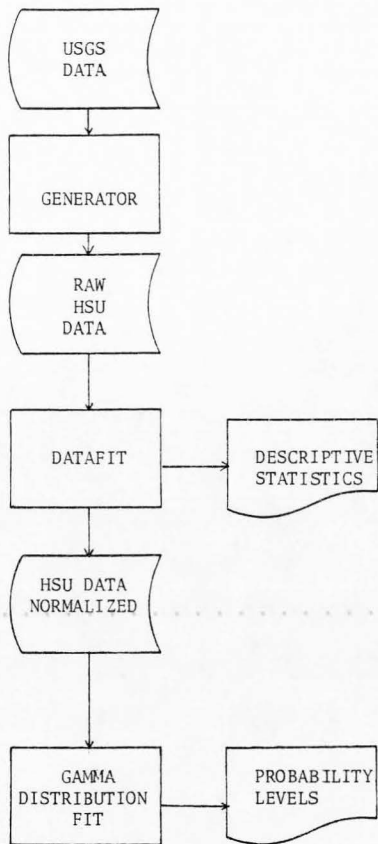 USGS
DATA
GENERATOR
RAW
HSU
DATA
DATAFIT
DESCRIPTIVE
STATISTICS
HSU DATA
NORMALIZED
GAMMA
DISTRIBUTION
FIT
PROBABILITY
LEVELS